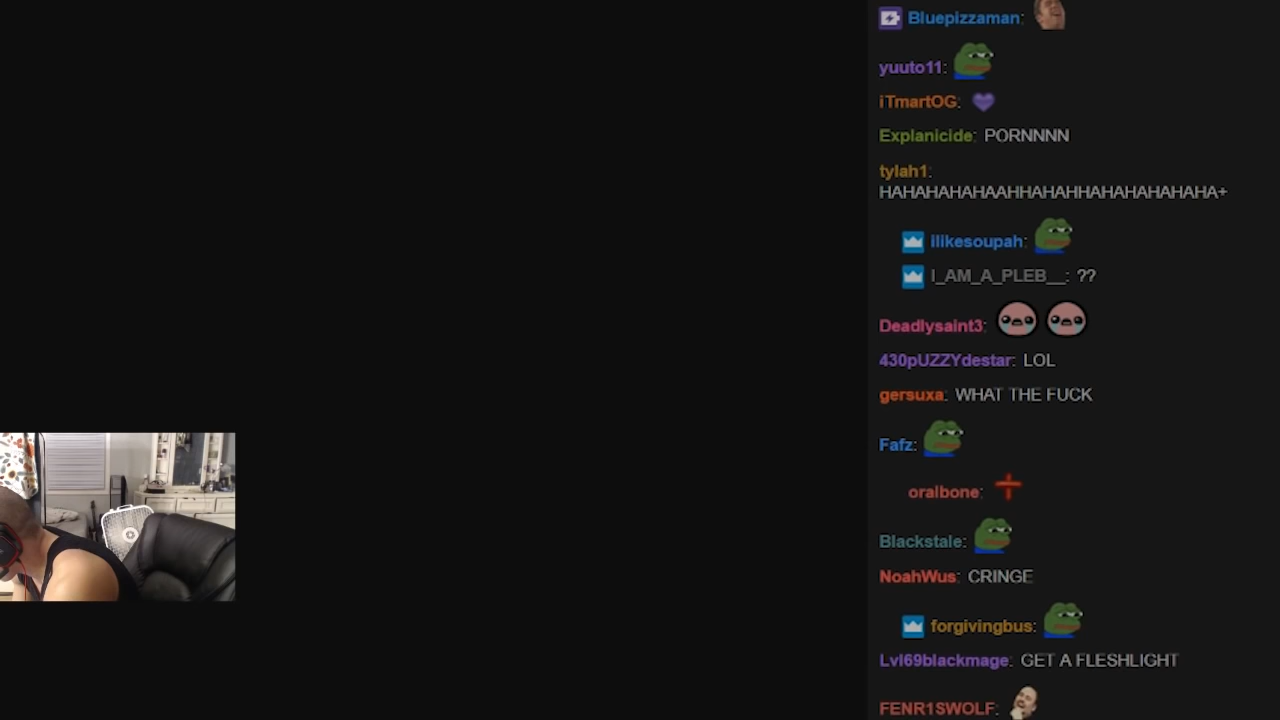 Bluepizzaman:
yuuto11:
iTmartOG:
Explanicide: PORNNNN
tylah1:
HAHAHAHAHAAHHAHAHHAHAHAHAHAHA+
ilikesoupah:
I_AM_A_PLEB__: ??
Deadlysaint3:
430pUZZYdestar: LOL
gersuxa: WHAT THE FUCK
Fafz:
oralbone:
Blackstale:
NoahWus: CRINGE
forgivingbus:
Lvl69blackmage: GET A FLESHLIGHT
FENR1SWOLF: